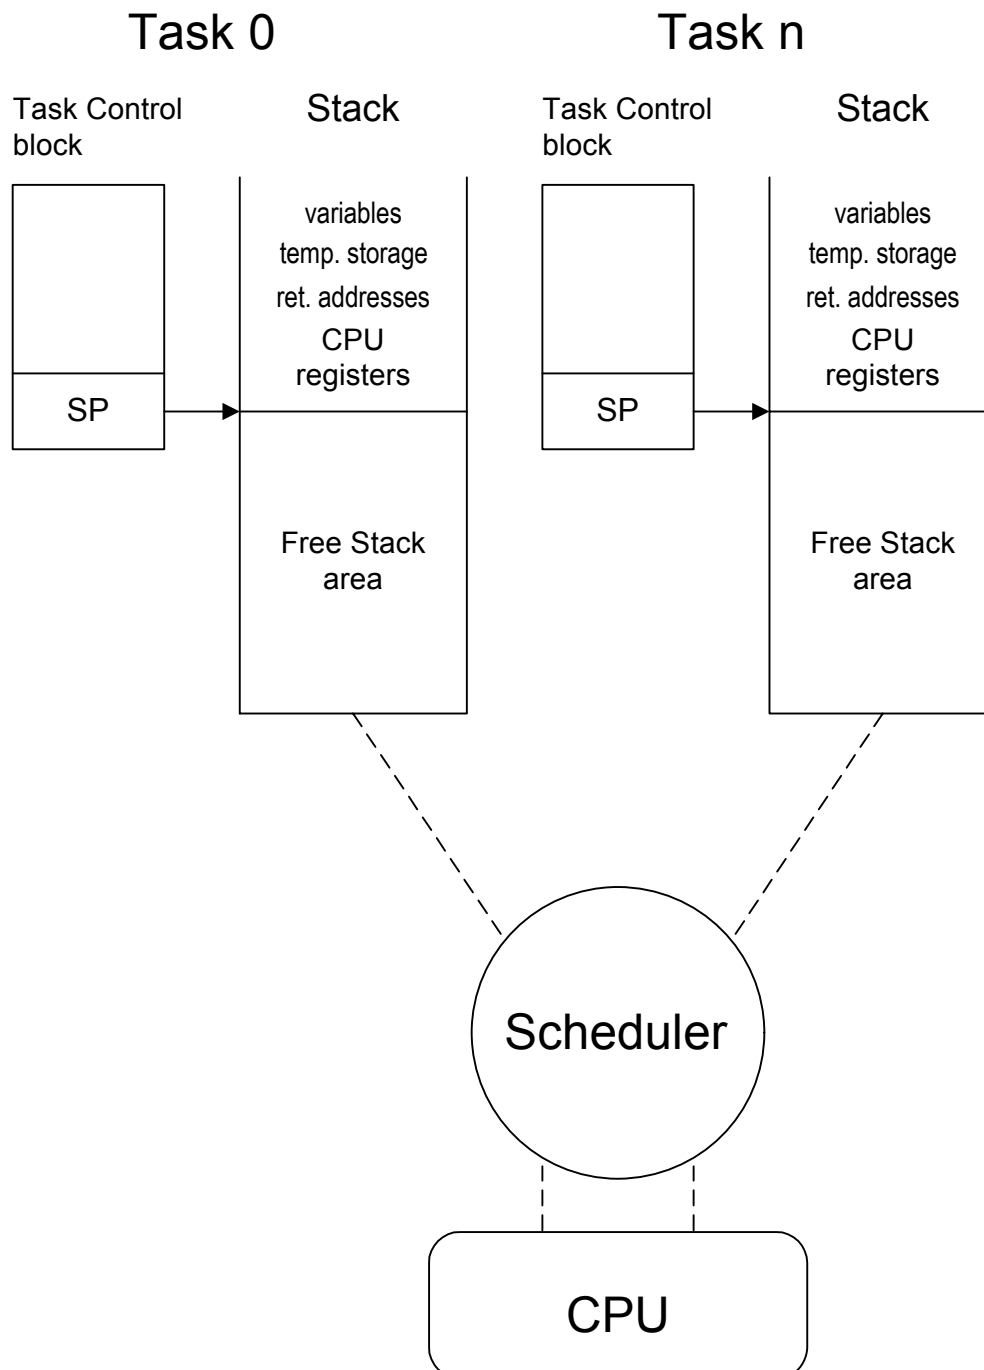 Task 0
Task n
Task Control
block
Stack
Task Control
block
Stack
variables
temp. storage
ret. addresses
CPU
registers
SP
Free Stack
area
variables
temp. storage
ret. addresses
CPU
registers
SP
Free Stack
area
Scheduler
CPU